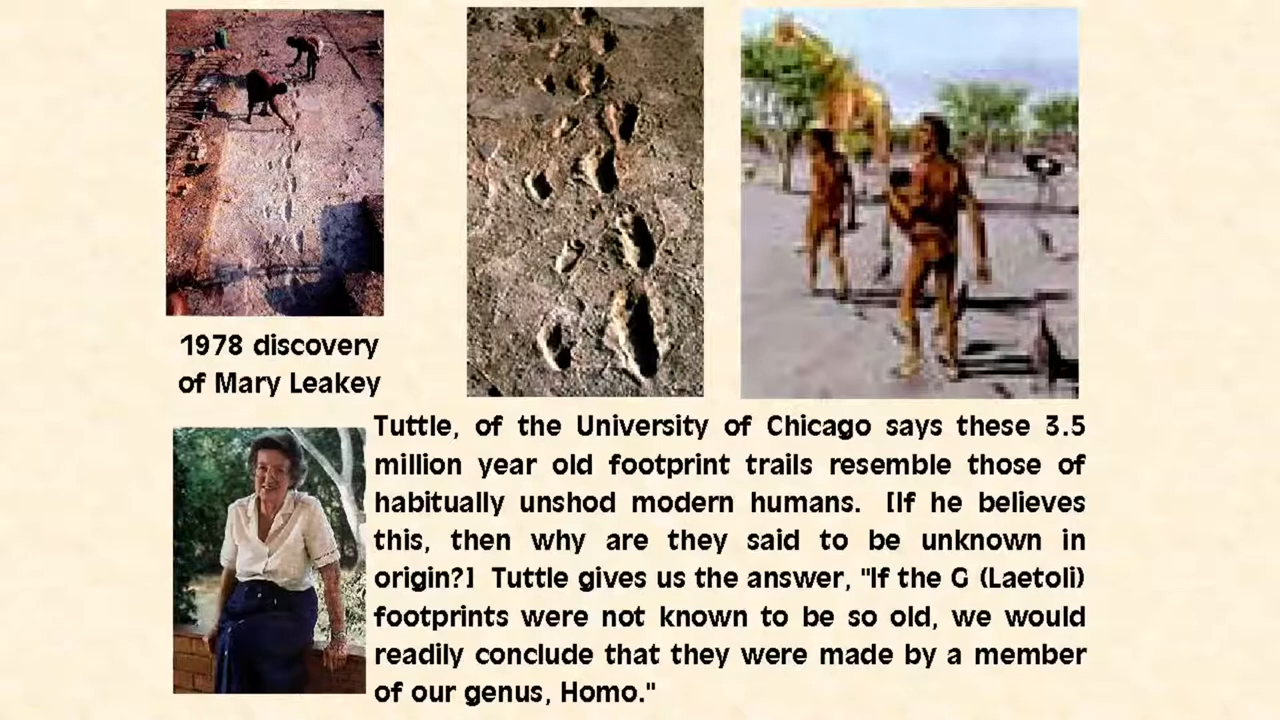 1978 discovery
of Mary Leakey
Tuttle, of the University of Chicago says these 3.5
million year old footprint trails resemble those of
habitually unshod modern humans. [If he believes
this, then why are they said to be unknown in
origin?] Tuttle gives us the answer, "If the G (Laetoli)
footprints were not known to be so old, we would
readily conclude that they were made by a member
of our genus, Homo."